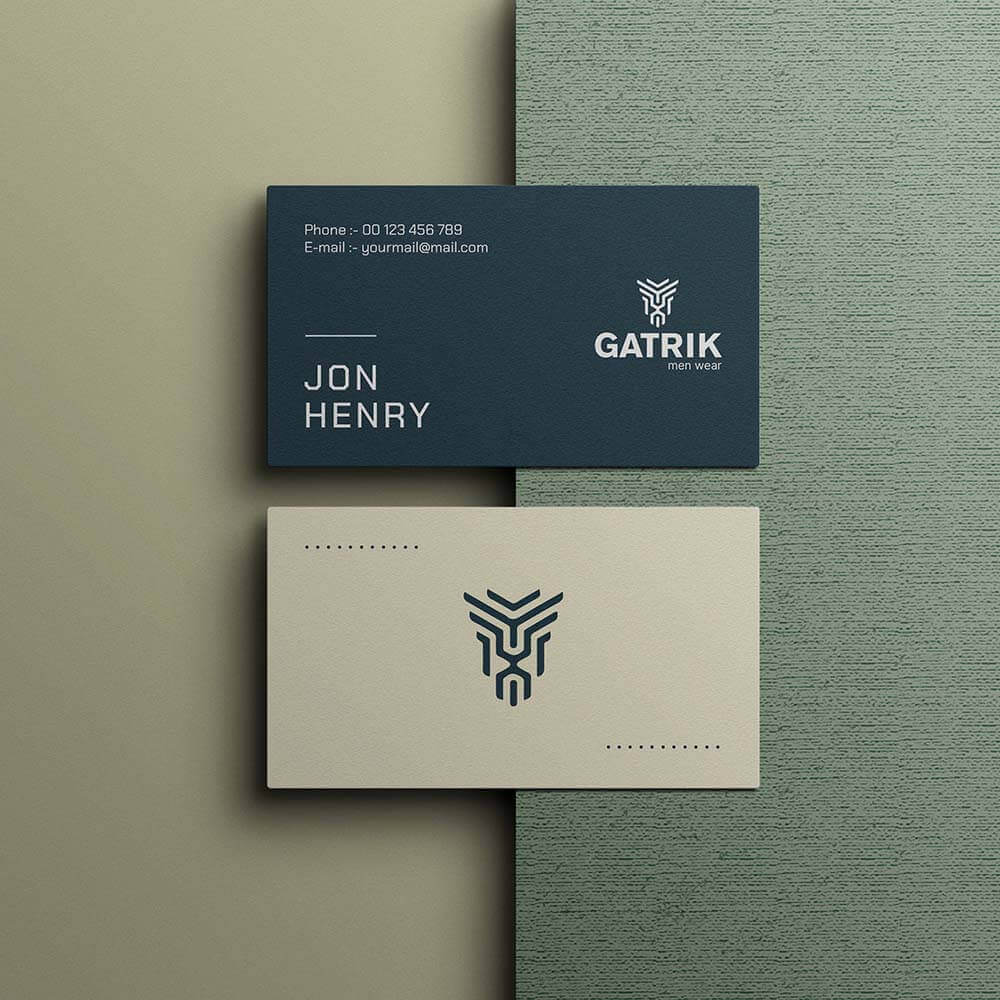 Phone :- 00 123 456 789
E-mail :- yourmail@mail.com
JON
HENRY
GATRIK
men wear